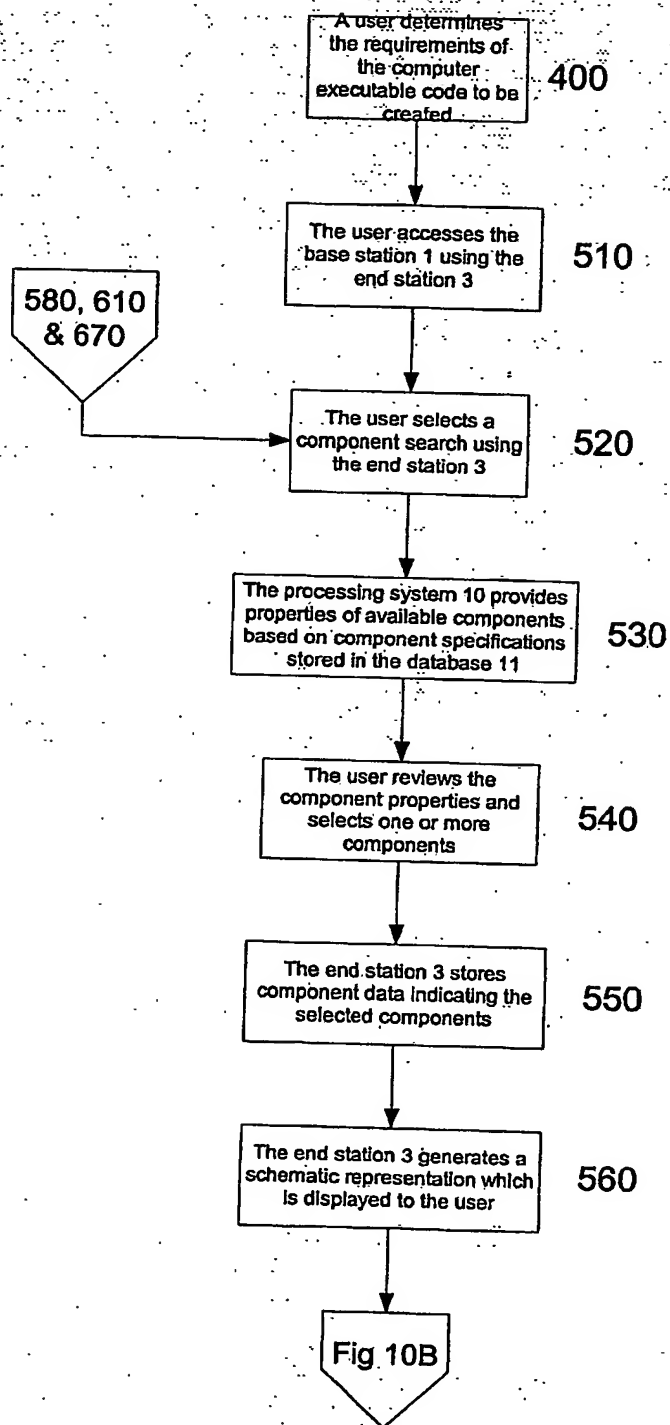 A user determines
the requirements of
the computer
executable code to be
created
400
The user accesses the
base station 1 using the
end station 3
510
580, 610
& 670
The user selects a
component search using
the end station 3
520
The processing system 10 provides
properties of available components
based on component specifications
stored in the database 11
530
The user reviews the
component properties and
selects one or more
components
540
The end station 3 stores
component data indicating the
selected components
550
The end station 3 generates a
schematic representation which
is displayed to the user
560
Fig 10B